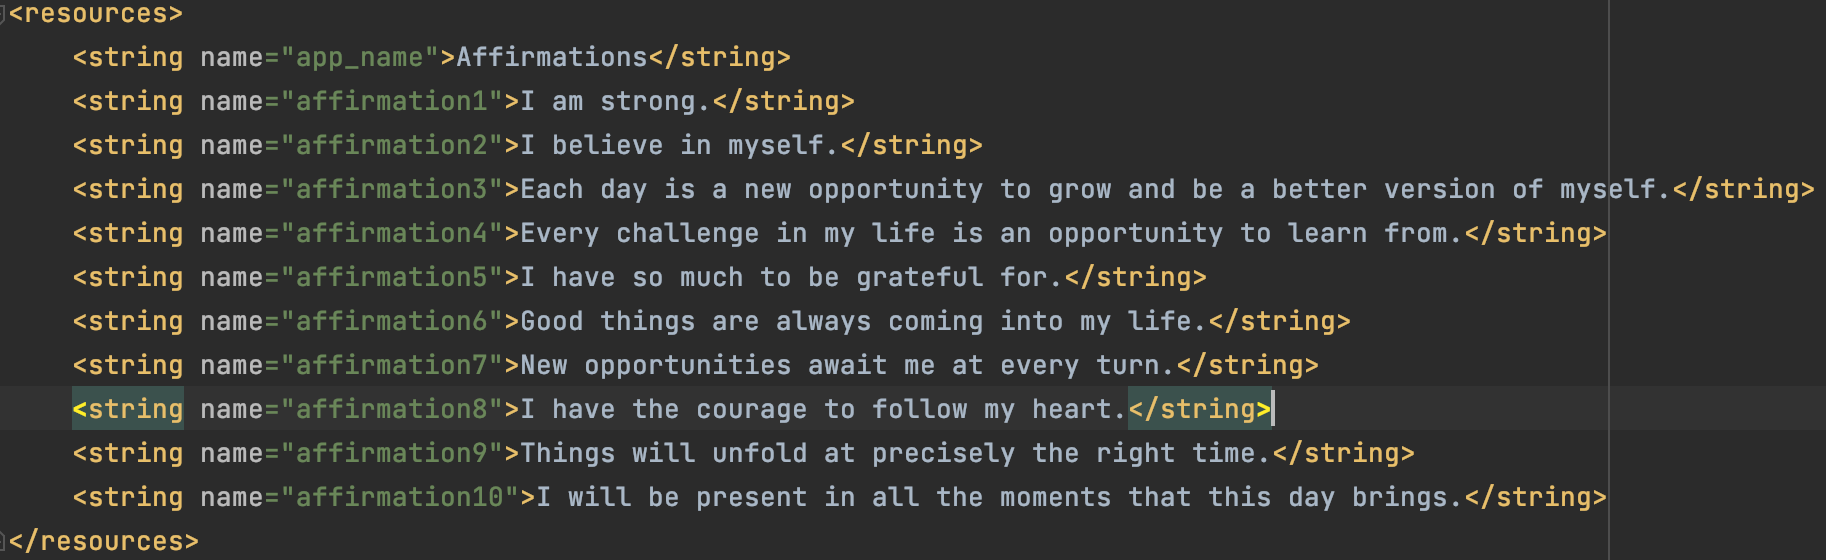 <resources>
<string name="app_name">Affirmations</string>
<string name="affirmation1">I am strong.</string>
<string name="affirmation2">I believe in myself.</string>
<string name="affirmation3">Each day is a new opportunity to grow and be a better version of myself.</string>
<string name="affirmation4">Every challenge in my life is an opportunity to learn from.</string>
<string name="affirmation5">I have so much to be grateful for.</string>
<string name="affirmation6">Good things are always coming into my life.</string>
<string name="affirmation7">New opportunities await me at every turn.</string>
<string name="affirmation8">I have the courage to follow my heart.</string>
<string name="affirmation9">Things will unfold at precisely the right time.</string>
<string name="affirmation10">I will be present in all the moments that this day brings.</string>
</resources>